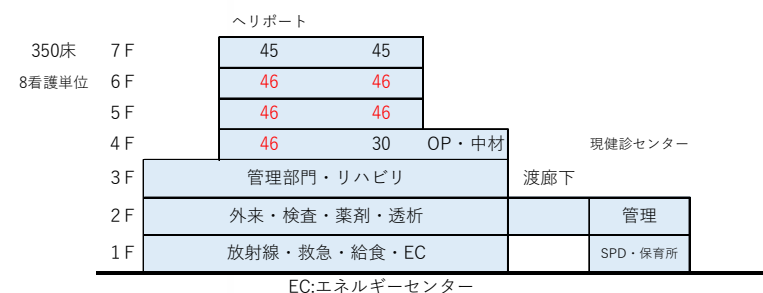 ヘリポート
350床 7F 45 45
8看護単位 6F 46 46
5F 46 46
4F 46 30 OP・中材 現健診センター
3F 管理部門・リハビリ 渡廊下
2F 外来・検査・薬剤・透析 管理
1F 放射線・救急・給食・EC SPD・保育所
EC:エネルギーセンター